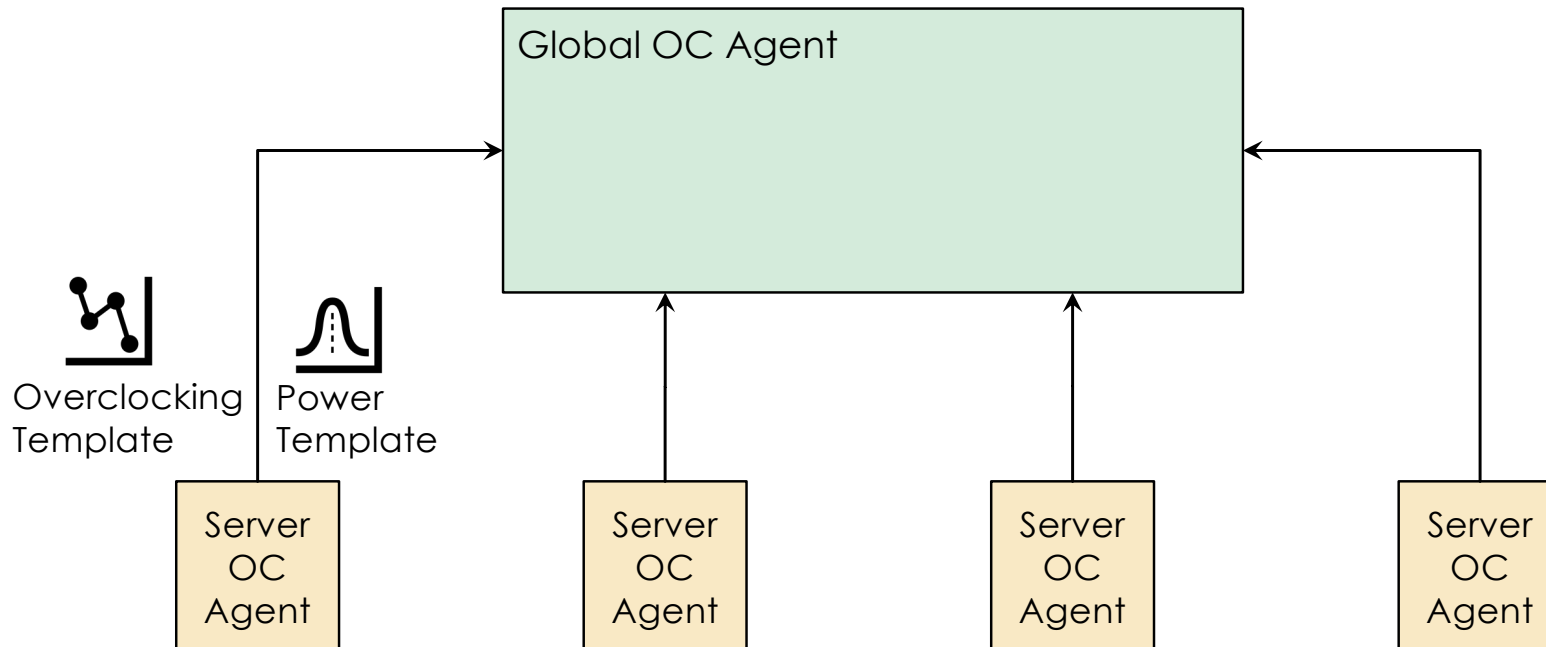 Global OC Agent
Overclocking
Template
Power
Template
Server
OC
Agent
Server
OC
Agent
Server
OC
Agent
Server
OC
Agent